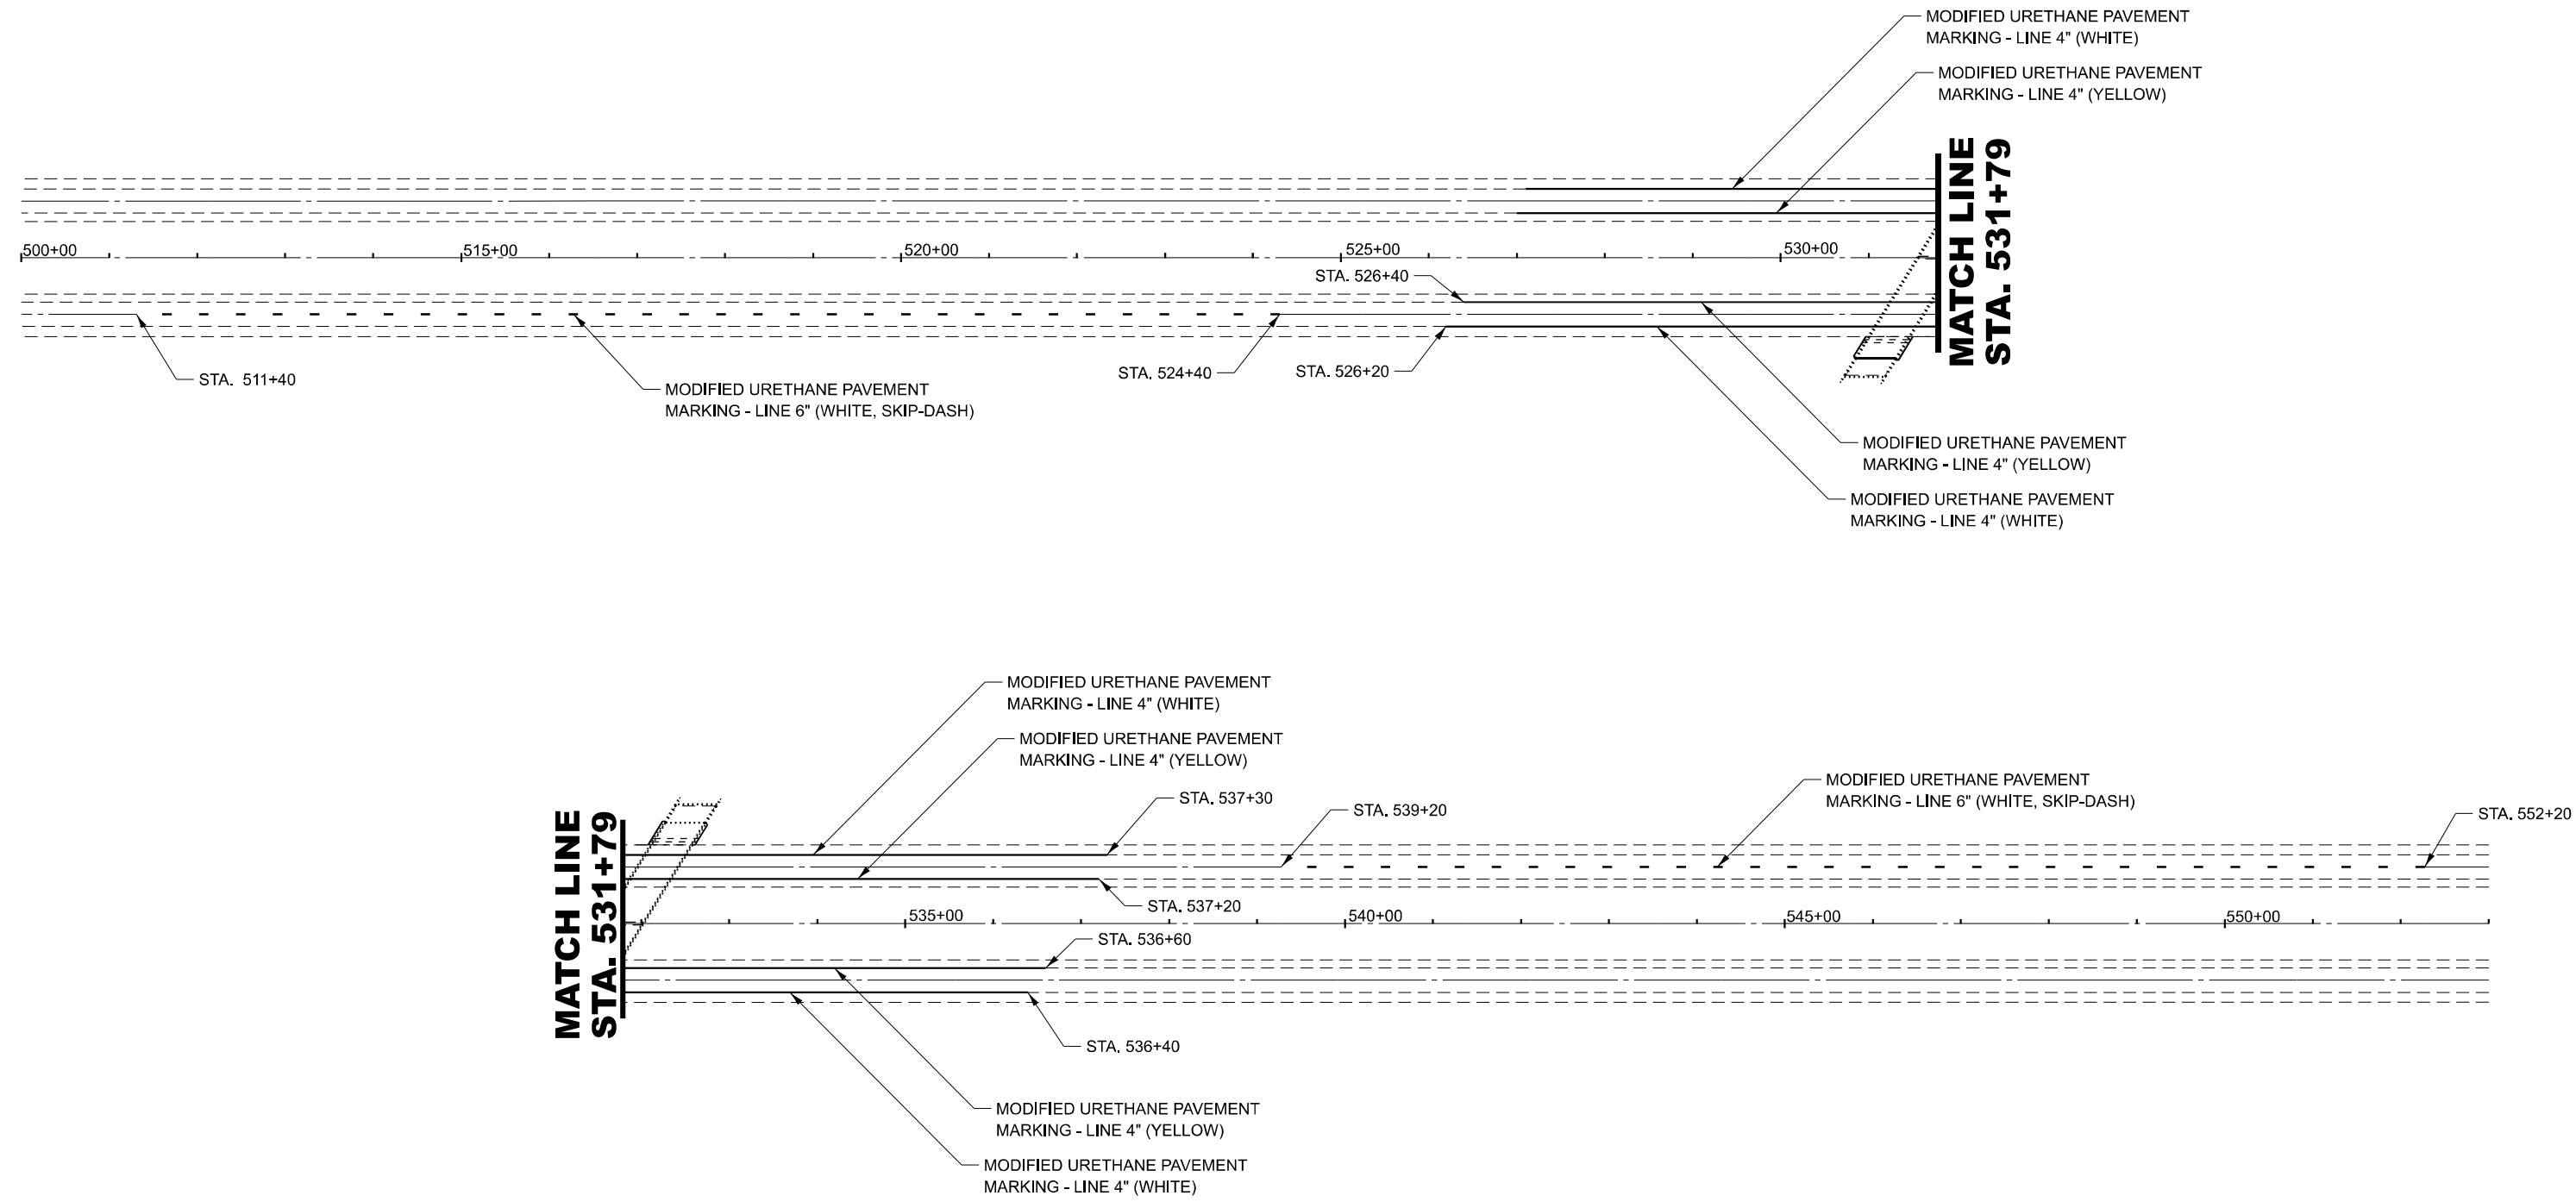 MODIFIED URETHANE PAVEMENT
MARKING - LINE 4" (WHITE)
MODIFIED URETHANE PAVEMENT
MARKING - LINE 4" (YELLOW)
MATCH LINE
STA. 531+79
500+00
515+00
520+00
525+00
530+00
STA. 526+40
STA. 511+40
STA. 524+40
STA. 526+20
MODIFIED URETHANE PAVEMENT
MARKING - LINE 6" (WHITE, SKIP-DASH)
MODIFIED URETHANE PAVEMENT
MARKING - LINE 4" (YELLOW)
MODIFIED URETHANE PAVEMENT
MARKING - LINE 4" (WHITE)
MODIFIED URETHANE PAVEMENT
MARKING - LINE 4" (WHITE)
MODIFIED URETHANE PAVEMENT
MARKING - LINE 4" (YELLOW)
MODIFIED URETHANE PAVEMENT
MARKING - LINE 6" (WHITE, SKIP-DASH)
STA. 537+30
STA. 539+20
STA. 552+20
MATCH LINE
STA. 531+79
STA. 537+20
535+00
540+00
545+00
550+00
STA. 536+60
STA. 536+40
MODIFIED URETHANE PAVEMENT
MARKING - LINE 4" (YELLOW)
MODIFIED URETHANE PAVEMENT
MARKING - LINE 4" (WHITE)